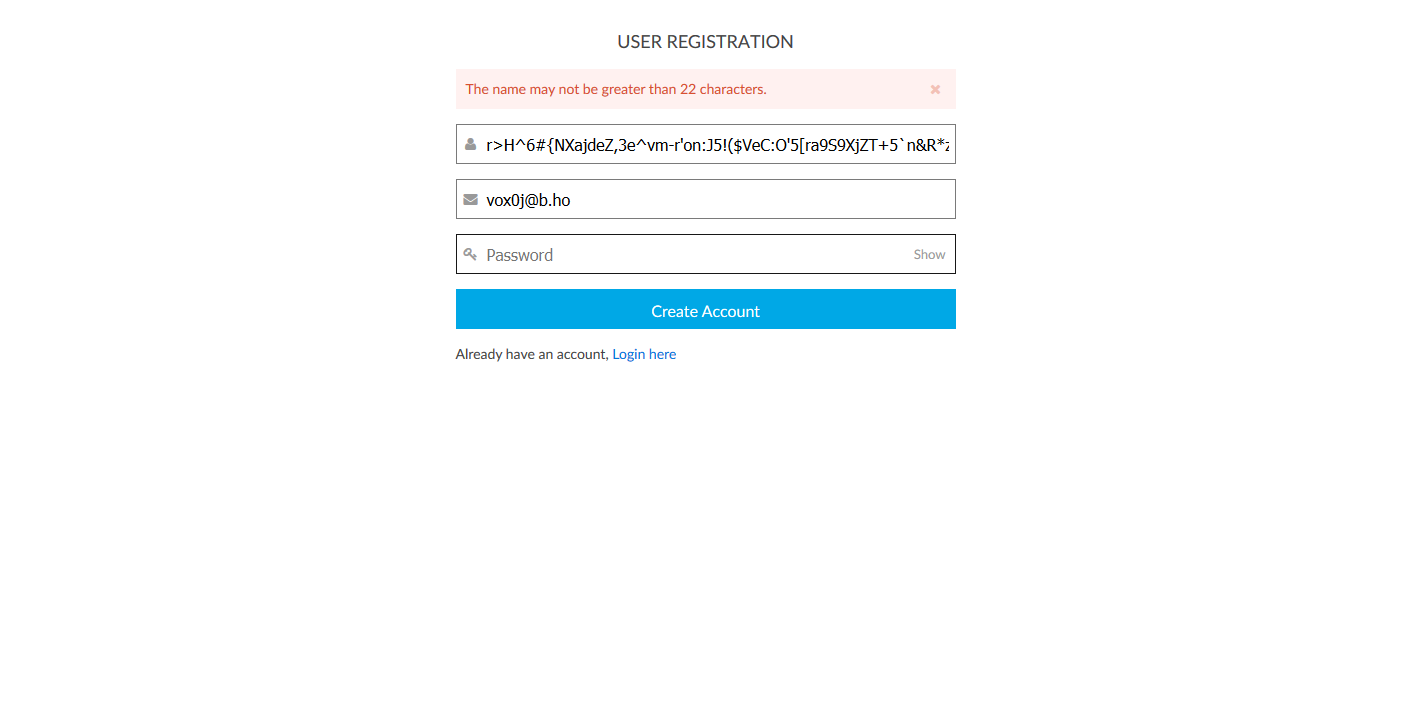 USER REGISTRATION
The name may not be greater than 22 characters.
r>H^6#{NXajdeZ,3e^vm-r'on:J5!($VeC:O'5[ra9S9XjZT+5`n&R*z
vox0j@b.ho
Password Show
Create Account
Already have an account, Login here